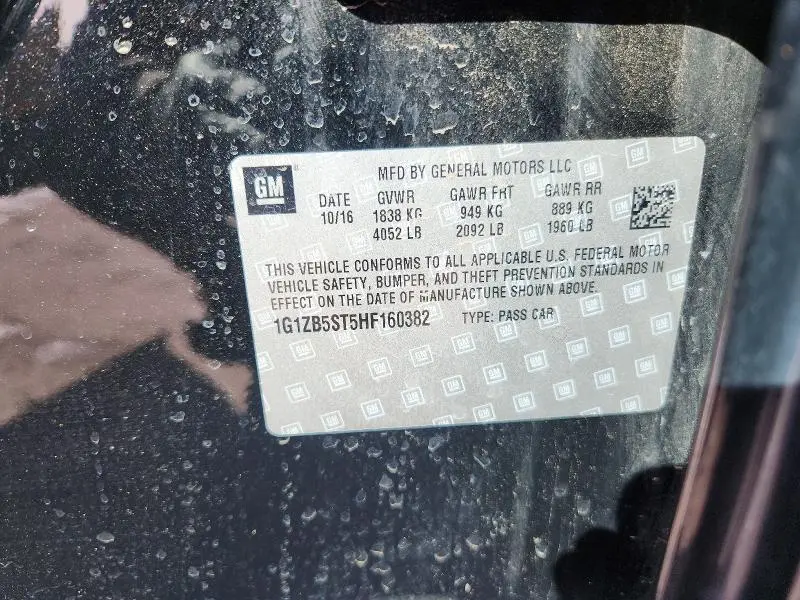 GM
MFD BY GENERAL MOTORS LLC
DATE GVWR GAWR FRT GAWR RR
10/16 1838 KG 949 KG 889 KG
4052 LB 2092 LB 1960 LB
THIS VEHICLE CONFORMS TO ALL APPLICABLE U.S. FEDERAL MOTOR
VEHICLE SAFETY, BUMPER, AND THEFT PREVENTION STANDARDS IN
EFFECT ON THE DATE OF MANUFACTURE SHOWN ABOVE.
1G1ZB5ST5HF160382 TYPE: PASS CAR